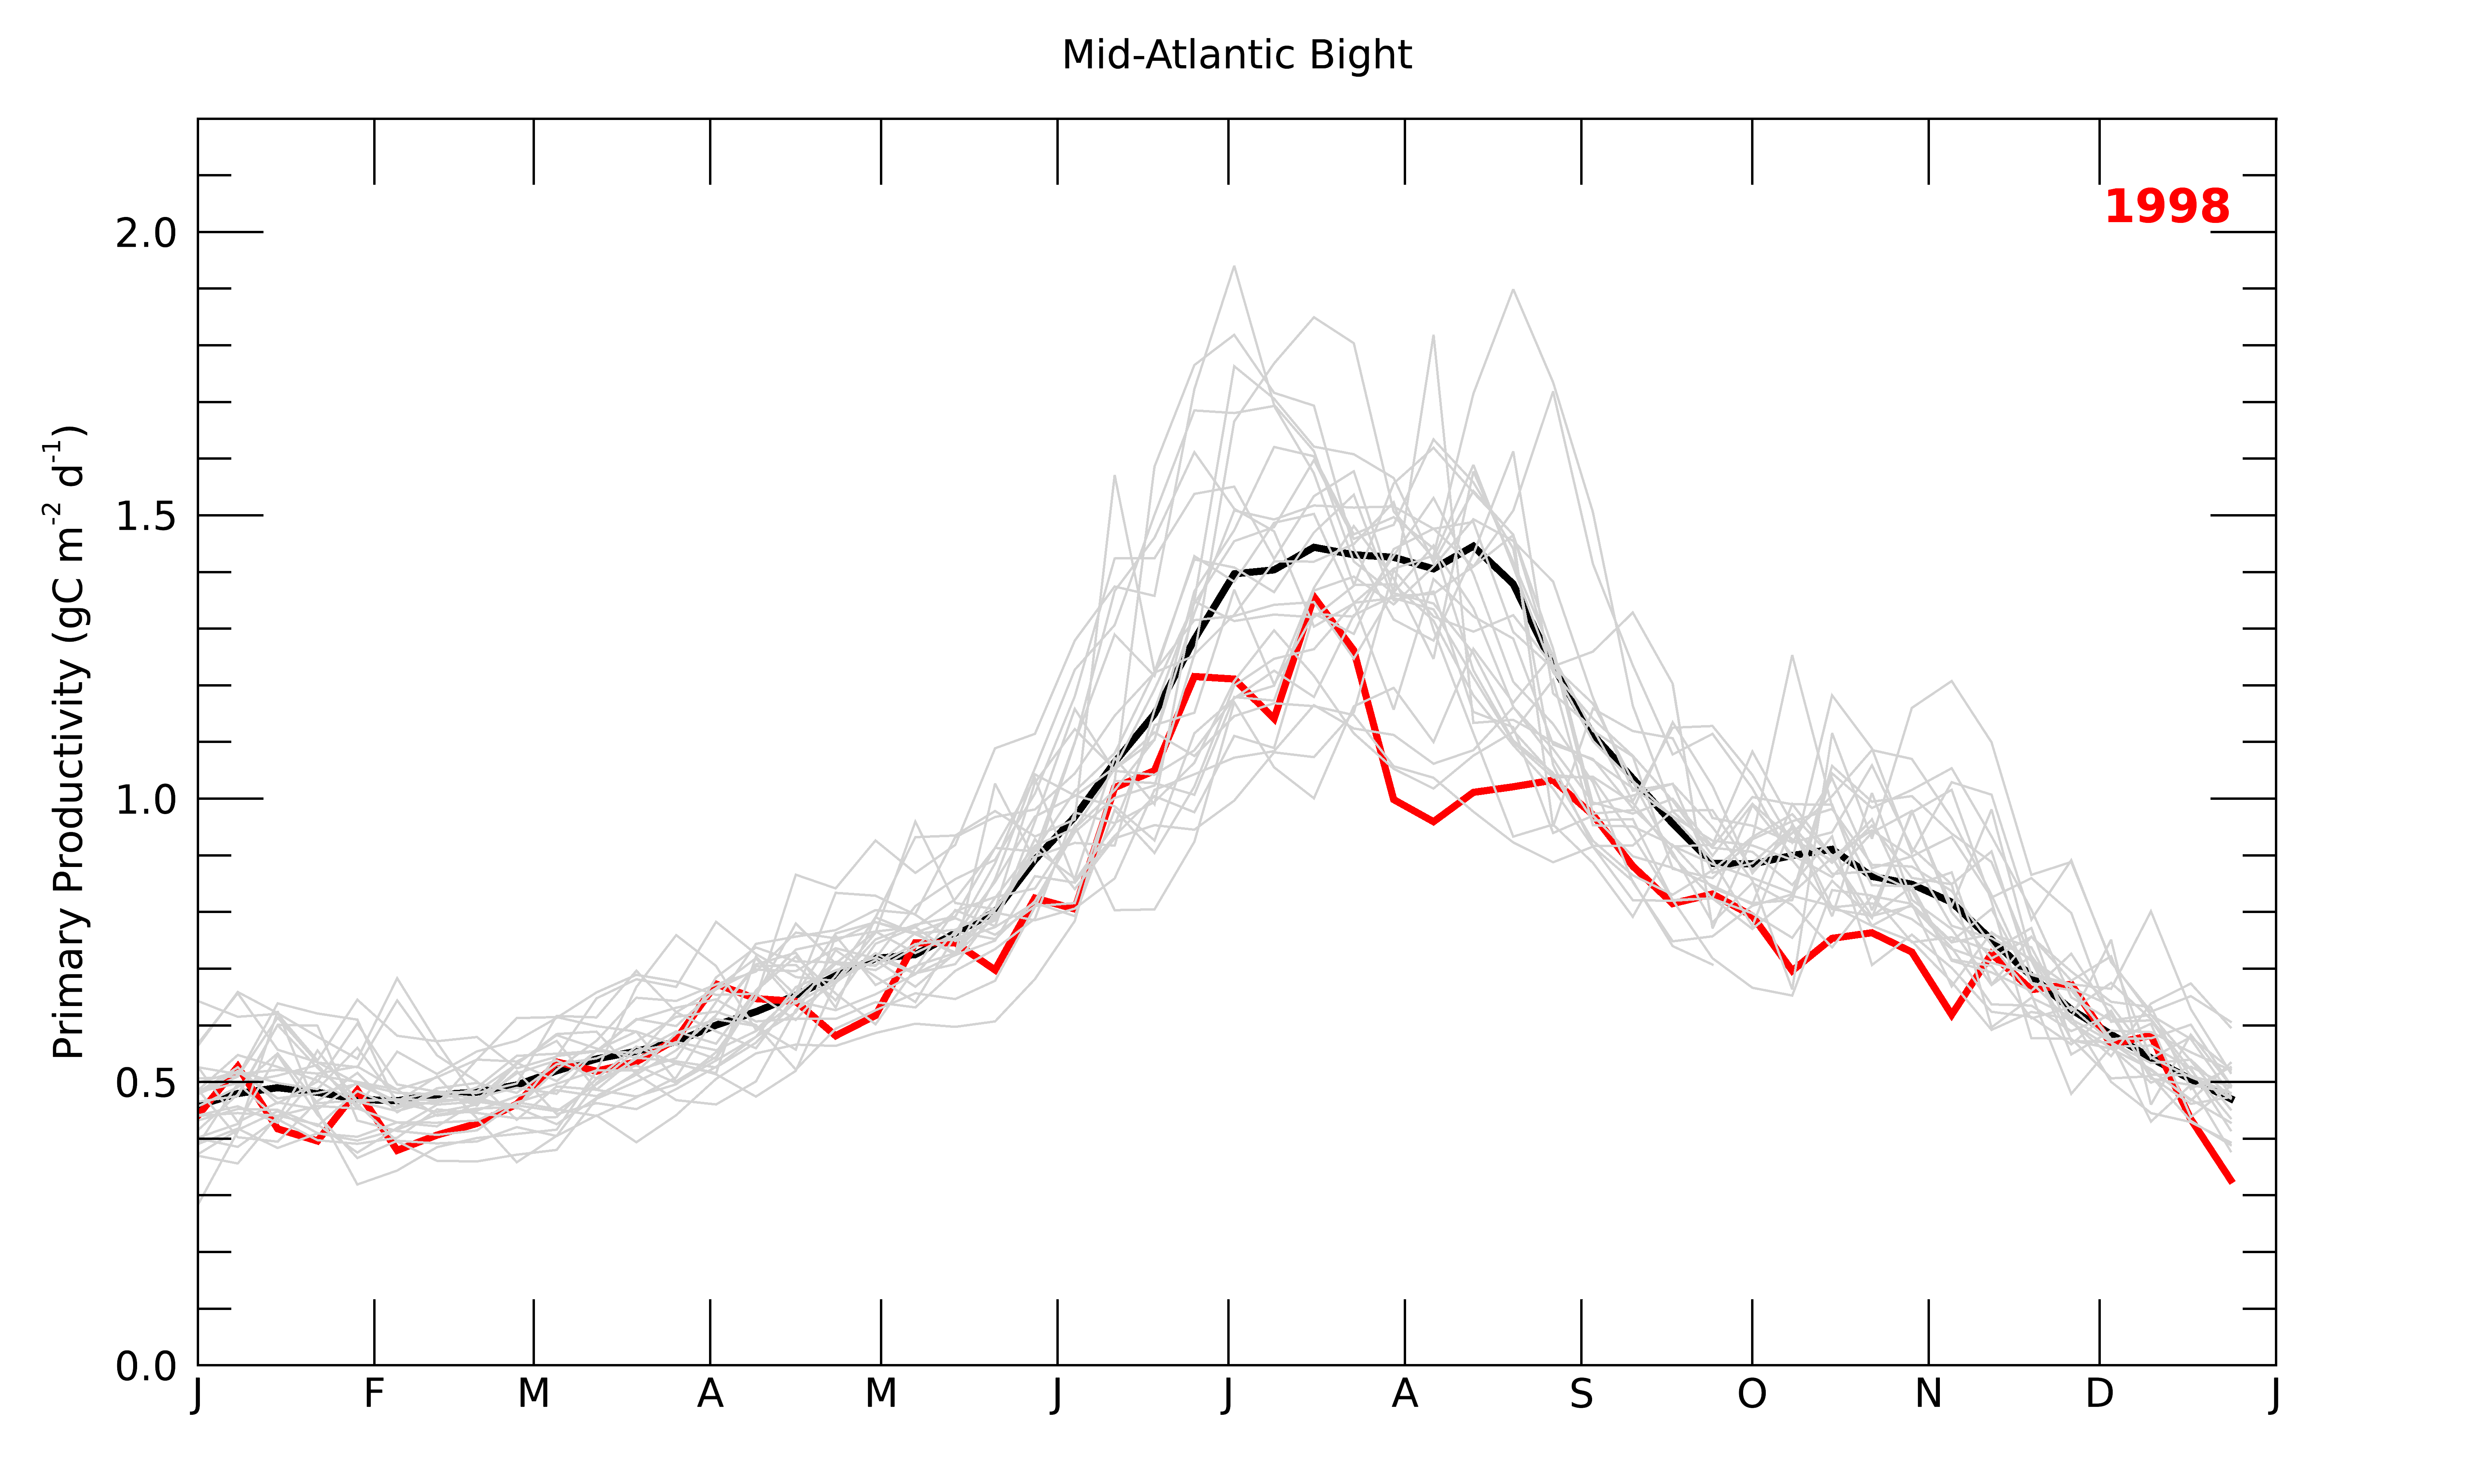 Mid-Atlantic Bight
1998
Primary Productivity (gC m-2 d-1)
2.0
1.5
1.0
0.5
0.0
J F M A M J J A S O N D J